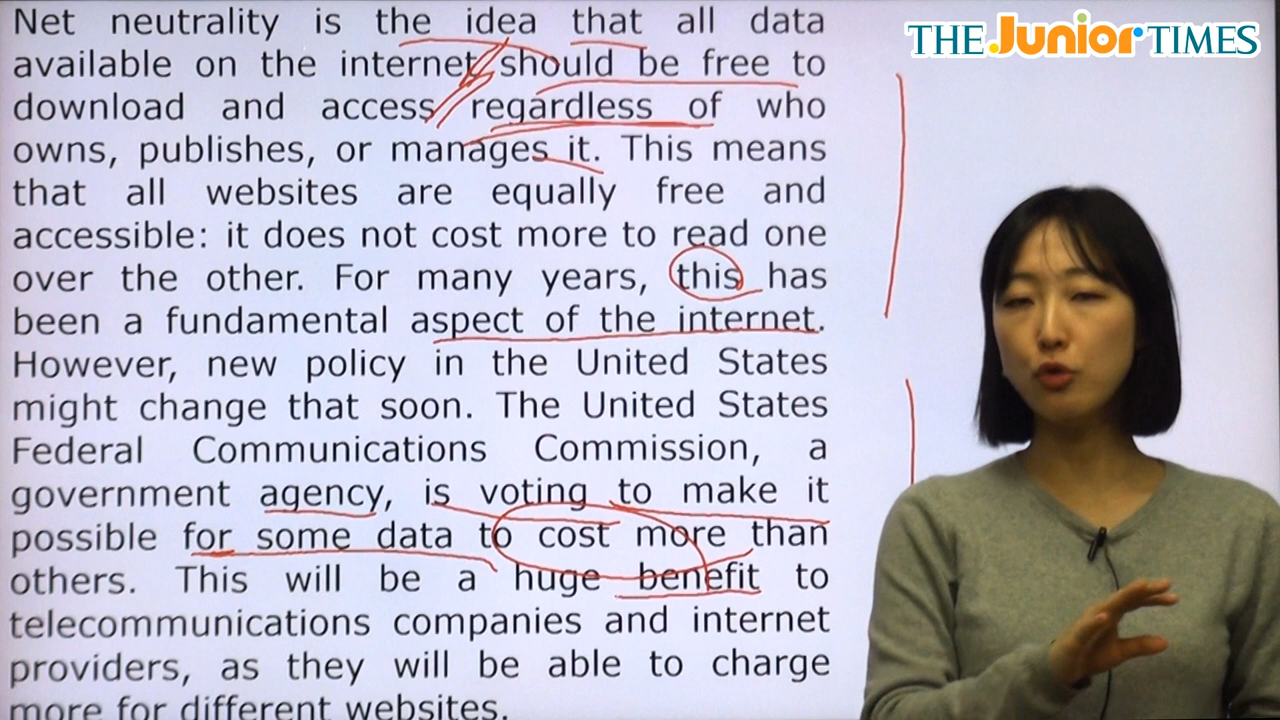 Net neutrality is the idea that all data
available on the internet should be free to
download and access regardless of who
owns, publishes, or manages it. This means
that all websites are equally free and
accessible: it does not cost more to read one
over the other. For many years, this has
been a fundamental aspect of the internet.
However, new policy in the United States
might change that soon. The United States
Federal Communications Commission, a
government agency, is voting to make it
possible for some data to cost more than
others. This will be a huge benefit to
telecommunications companies and internet
providers, as they will be able to charge
more for different websites.
THE Junior TIMES